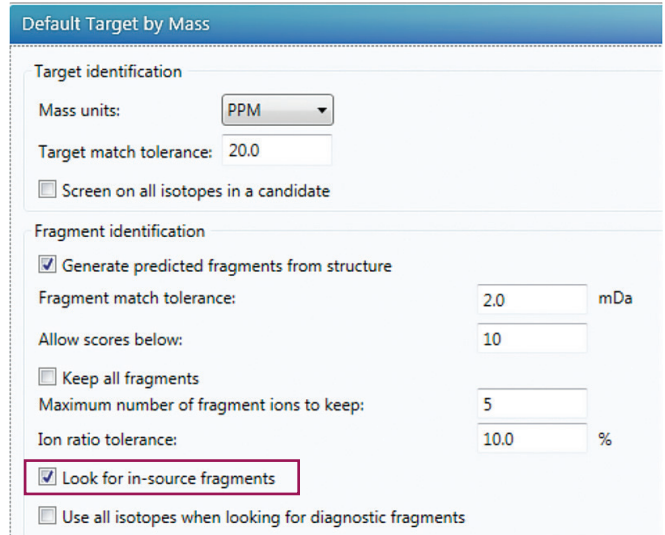 Default Target by Mass
Target identification
Mass units: PPM
Target match tolerance: 20.0
Screen on all isotopes in a candidate
Fragment identification
Generate predicted fragments from structure
Fragment match tolerance: 2.0 mDa
Allow scores below: 10
Keep all fragments
Maximum number of fragment ions to keep: 5
Ion ratio tolerance: 10.0 %
Look for in-source fragments
Use all isotopes when looking for diagnostic fragments